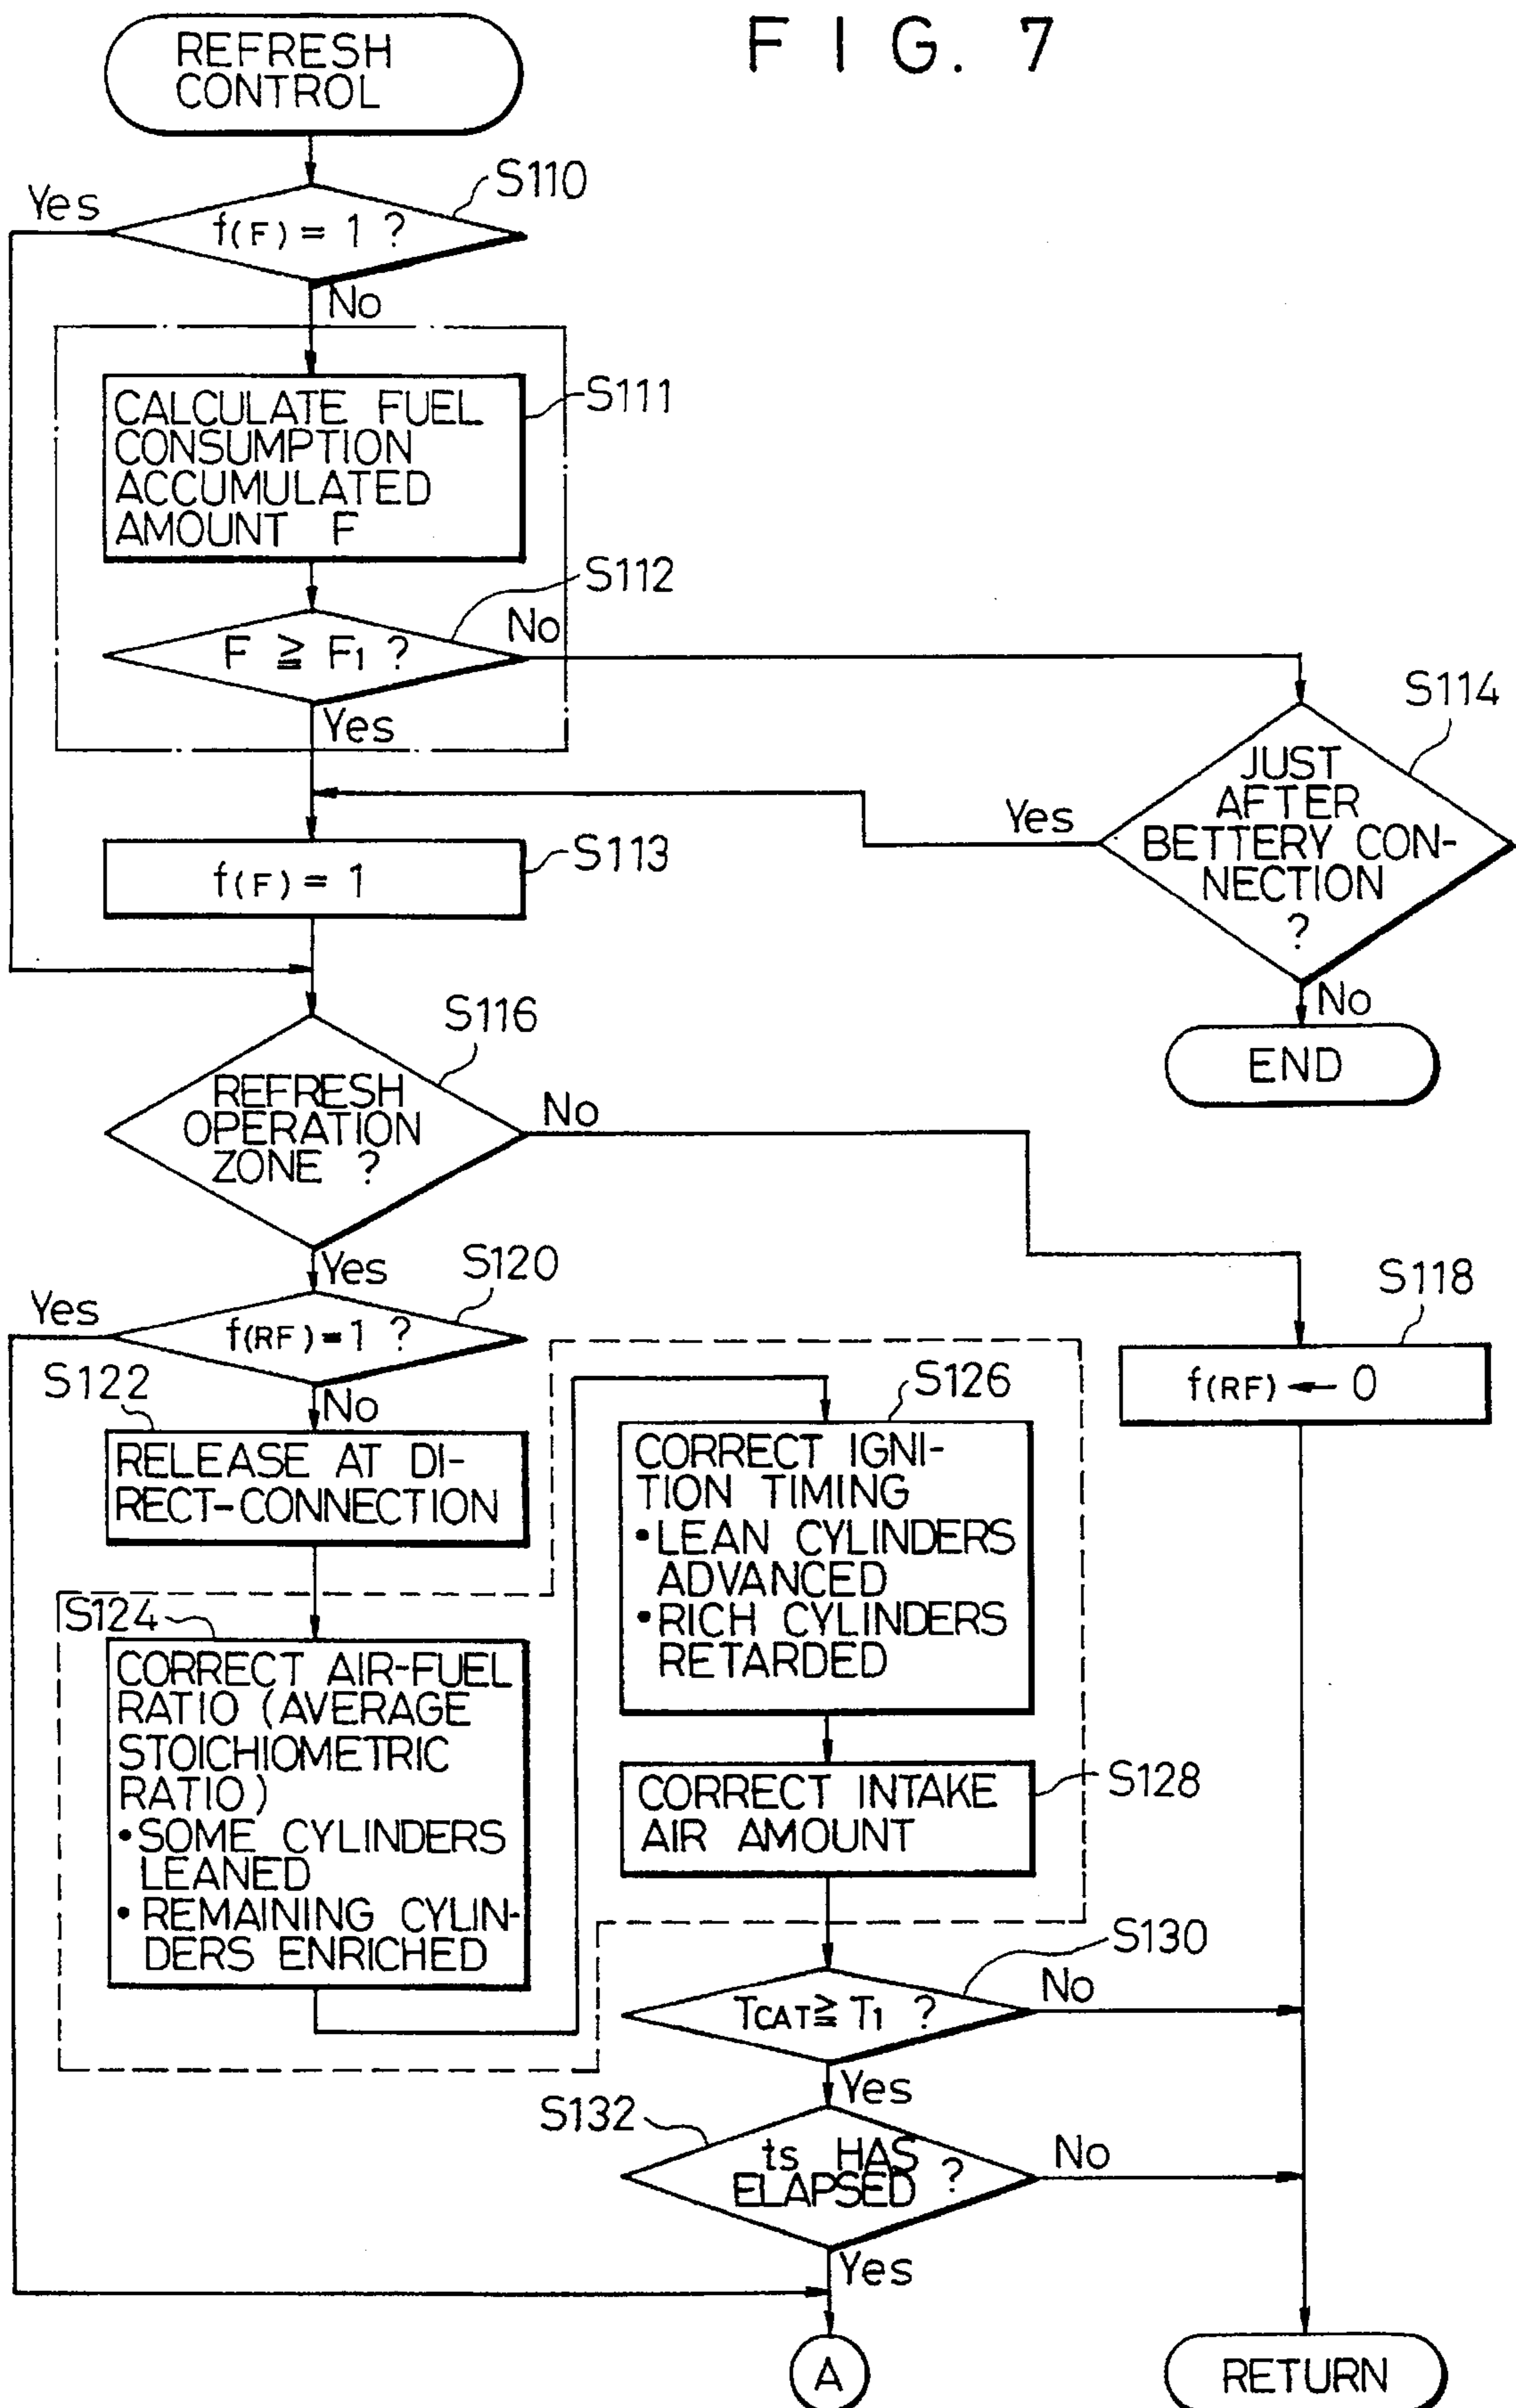 FIG. 7
REFRESH
CONTROL
S110
Yes
f(F) = 1 ?
No
S111
CALCULATE FUEL
CONSUMPTION
ACCUMULATED
AMOUNT F
S112
F ≧ F1 ?
No
Yes
S114
JUST
AFTER
BETTERY CON-
NECTION
?
Yes
No
END
S113
f(F) = 1
S116
REFRESH
OPERATION
ZONE ?
No
Yes
S118
f(RF) ← 0
S120
Yes
f(RF) = 1 ?
No
S122
RELEASE AT DI-
RECT-CONNECTION
S124
CORRECT AIR-FUEL
RATIO (AVERAGE
STOICHIOMETRIC
RATIO)
• SOME CYLINDERS
LEANED
• REMAINING CYLIN-
DERS ENRICHED
S126
CORRECT IGNI-
TION TIMING
• LEAN CYLINDERS
ADVANCED
• RICH CYLINDERS
RETARDED
S128
CORRECT INTAKE
AIR AMOUNT
S130
TCAT ≧ T1 ?
No
Yes
S132
ts HAS
ELAPSED ?
No
Yes
A
RETURN